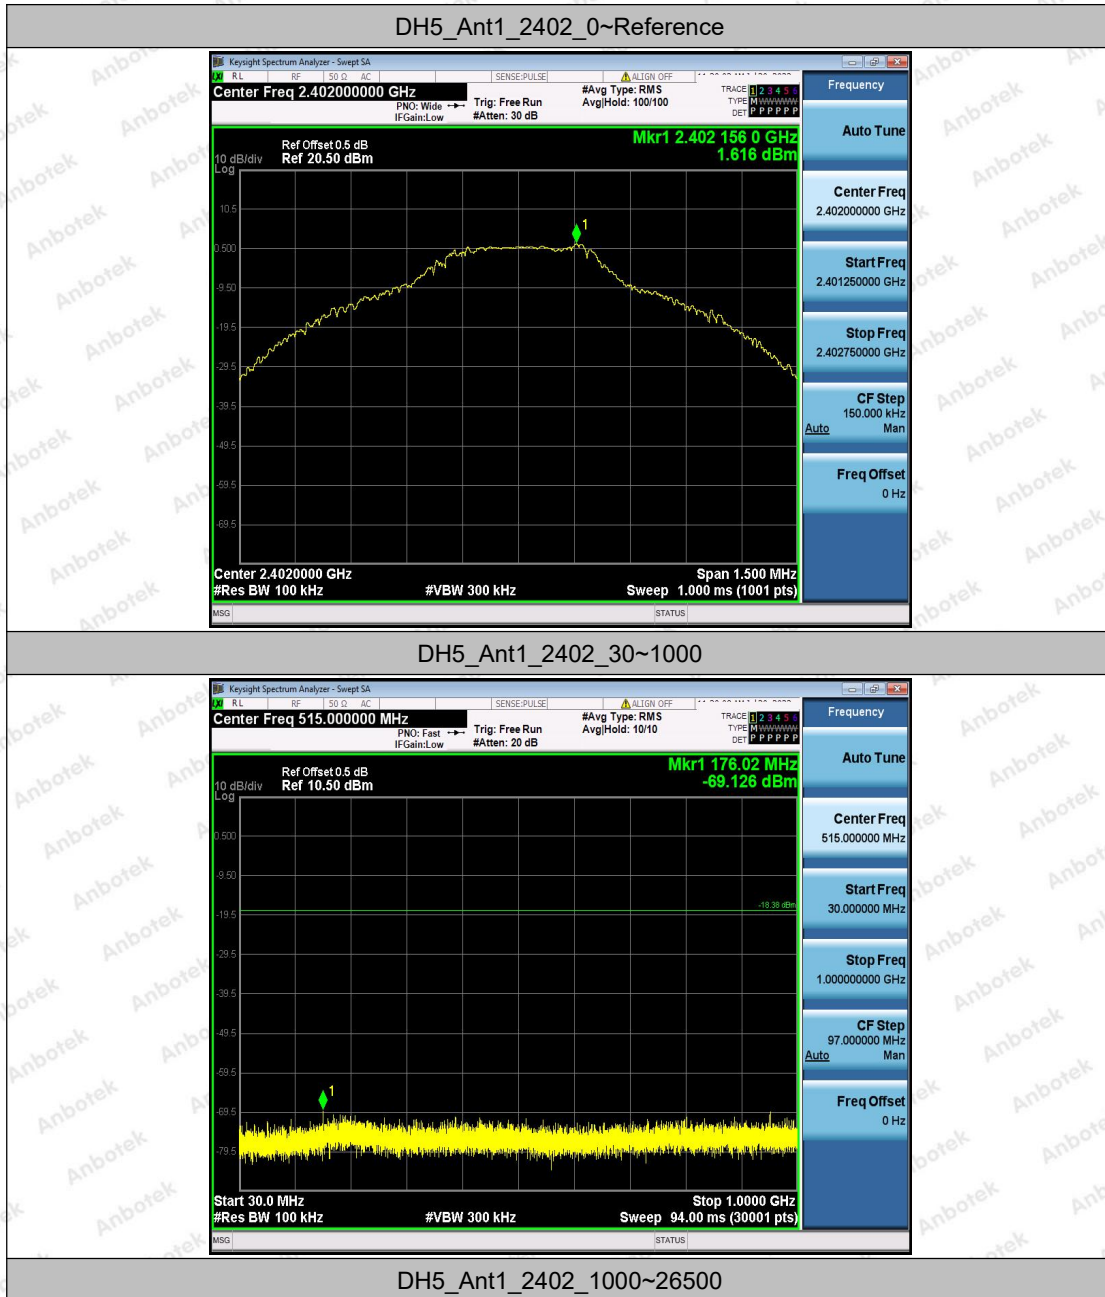 DH5_Ant1_2402_0~Reference
Keysight Spectrum Analyzer - Swept SA
LXI RL RF 50 Ω AC SENSE:PULSE ALIGN OFF
Center Freq 2.402000000 GHz
PNO: Wide
IFGain:Low
Trig: Free Run
#Atten: 30 dB
#Avg Type: RMS
Avg|Hold: 100/100
TRACE 1 2 3 4 5 6
TYPE M WWWWW
DET P P P P P P
Ref Offset 0.5 dB
10 dB/div Ref 20.50 dBm
Log
Mkr1 2.402 156 0 GHz
1.616 dBm
1
10.5
0.500
-9.50
-19.5
-29.5
-39.5
-49.5
-59.5
-69.5
Center 2.4020000 GHz
Span 1.500 MHz
#Res BW 100 kHz
#VBW 300 kHz
Sweep 1.000 ms (1001 pts)
MSG
STATUS
Frequency
Auto Tune
Center Freq
2.402000000 GHz
Start Freq
2.401250000 GHz
Stop Freq
2.402750000 GHz
CF Step
150.000 kHz
Auto Man
Freq Offset
0 Hz
DH5_Ant1_2402_30~1000
Keysight Spectrum Analyzer - Swept SA
LXI RL RF 50 Ω AC SENSE:PULSE ALIGN OFF
Center Freq 515.000000 MHz
PNO: Fast
IFGain:Low
Trig: Free Run
#Atten: 20 dB
#Avg Type: RMS
Avg|Hold: 10/10
TRACE 1 2 3 4 5 6
TYPE M WWWWW
DET P P P P P P
Ref Offset 0.5 dB
10 dB/div Ref 10.50 dBm
Log
Mkr1 176.02 MHz
-69.126 dBm
0.500
-9.50
-18.38 dBm
-19.5
-29.5
-39.5
-49.5
-59.5
1
-69.5
-79.5
Start 30.0 MHz
Stop 1.0000 GHz
#Res BW 100 kHz
#VBW 300 kHz
Sweep 94.00 ms (30001 pts)
MSG
STATUS
Frequency
Auto Tune
Center Freq
515.000000 MHz
Start Freq
30.000000 MHz
Stop Freq
1.000000000 GHz
CF Step
97.000000 MHz
Auto Man
Freq Offset
0 Hz
DH5_Ant1_2402_1000~26500